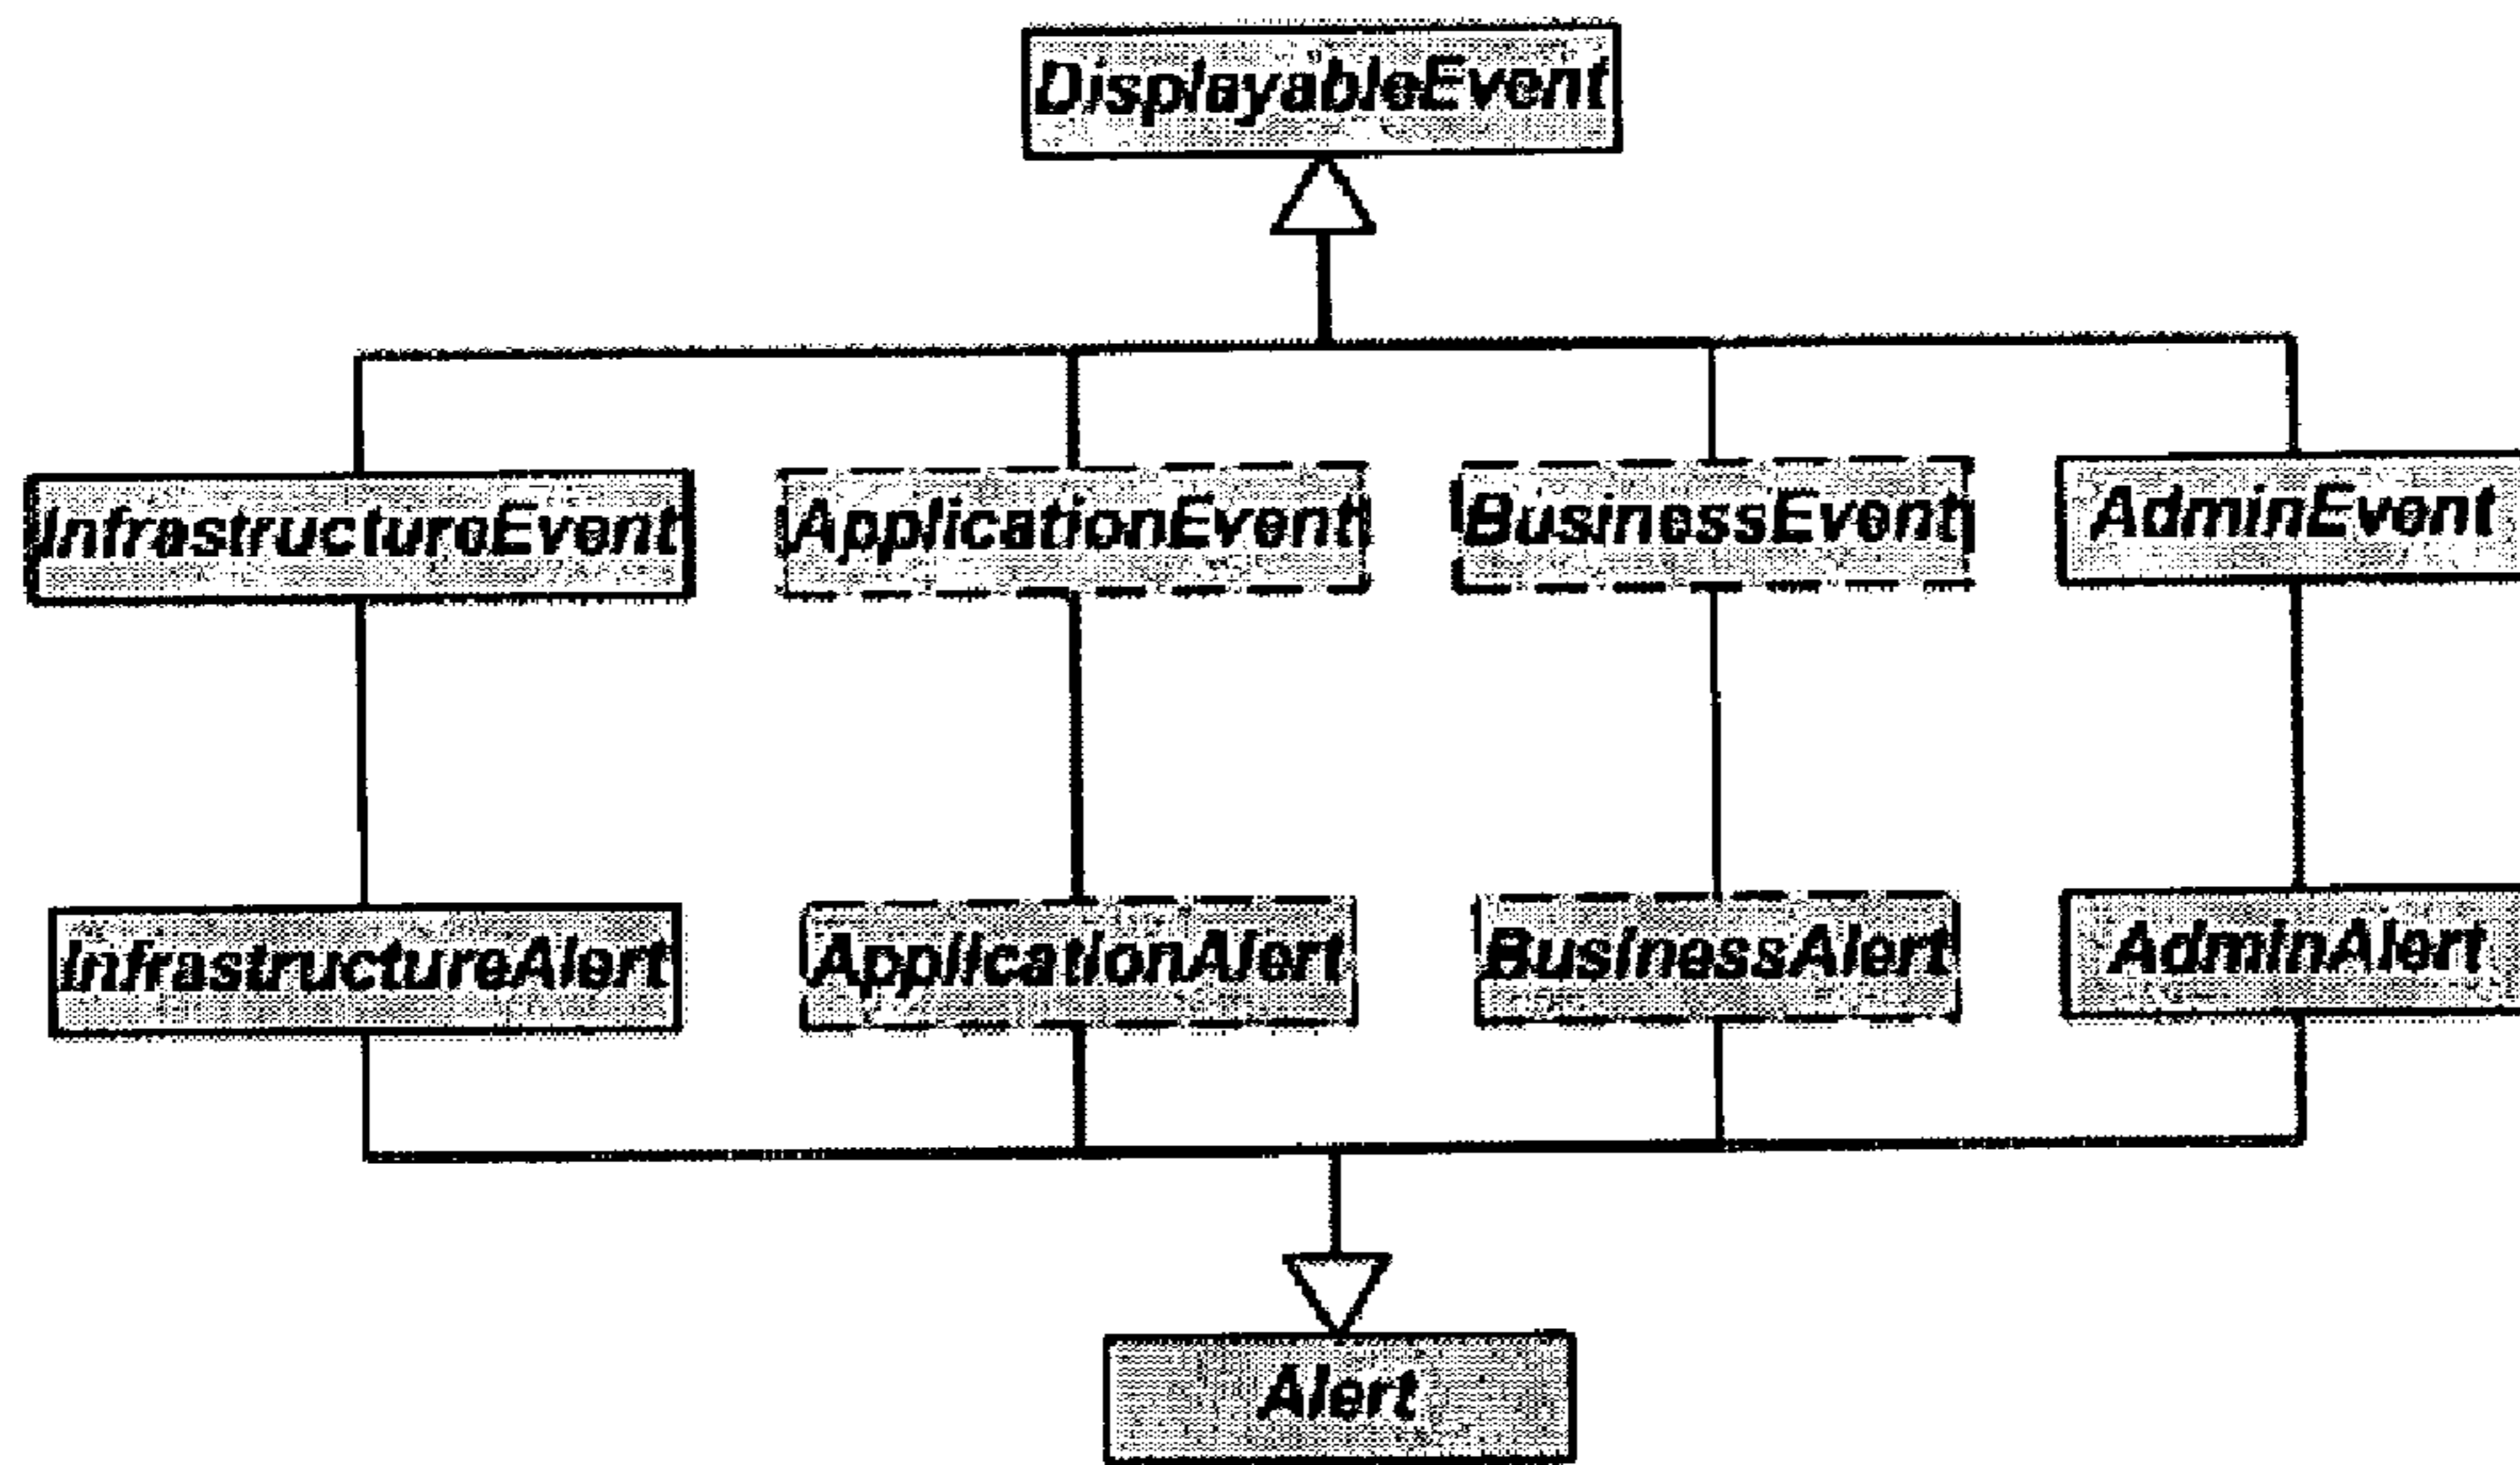 DisplayableEvent
InfrastructureEvent
ApplicationEvent
BusinessEvent
AdminEvent
InfrastructureAlert
ApplicationAlert
BusinessAlert
AdminAlert
Alert